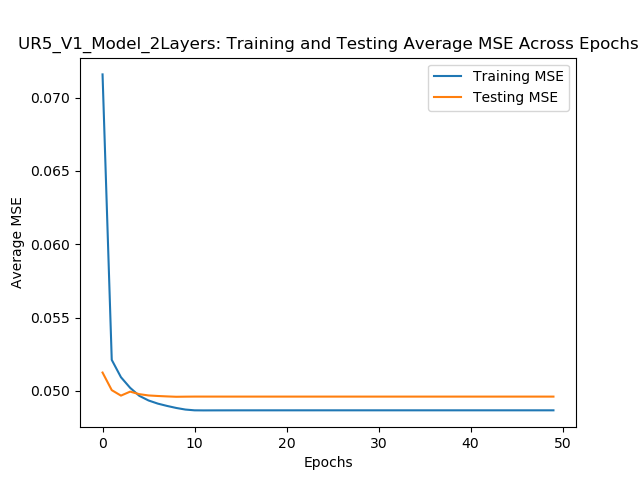 UR5_V1_Model_2Layers: Training and Testing Average MSE Across Epochs
Training MSE
Testing MSE
Average MSE
0.070
0.065
0.060
0.055
0.050
0
10
20
30
40
50
Epochs